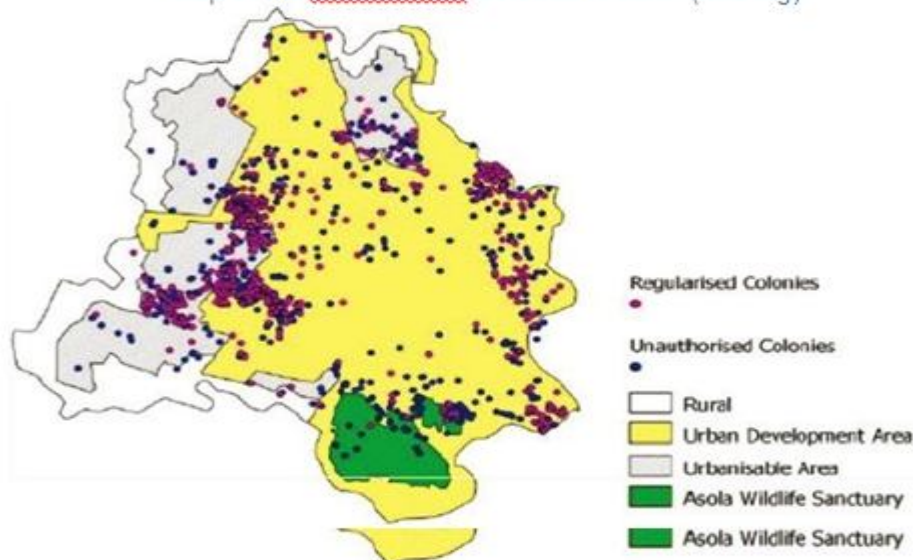 Regularised Colonies
Unauthorised Colonies
Rural
Urban Development Area
Urbanisable Area
Asola Wildlife Sanctuary
Asola Wildlife Sanctuary